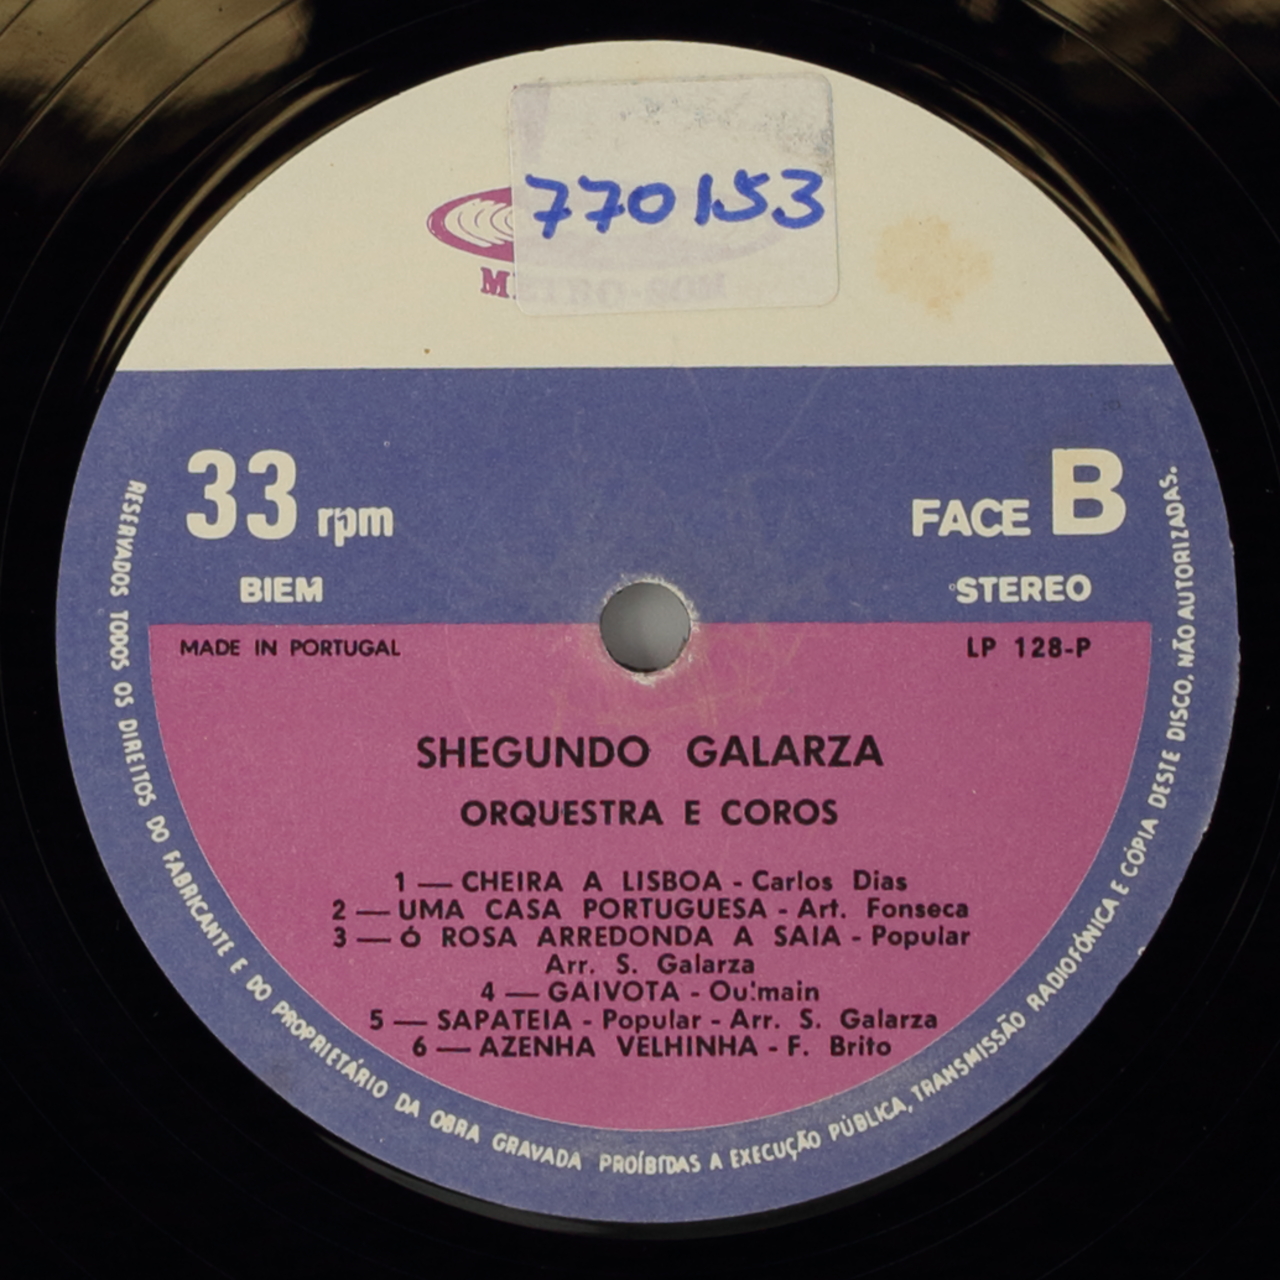 770153
METRO-SOM
33 rpm
FACE B
BIEM
STEREO
MADE IN PORTUGAL
LP 128-P
SHEGUNDO GALARZA
ORQUESTRA E COROS
1 — CHEIRA A LISBOA - Carlos Dias
2 — UMA CASA PORTUGUESA - Art. Fonseca
3 — Ó ROSA ARREDONDA A SAIA - Popular
Arr. S. Galarza
4 — GAIVOTA - Ou!main
5 — SAPATEIA - Popular - Arr. S. Galarza
6 — AZENHA VELHINHA - F. Brito
RESERVADOS TODOS OS DIREITOS DO FABRICANTE E DO PROPRIETÁRIO DA OBRA GRAVADA PROÍBIDAS A EXECUÇÃO PÚBLICA, TRANSMISSÃO RADIOFÓNICA E CÓPIA DESTE DISCO, NÃO AUTORIZADAS.